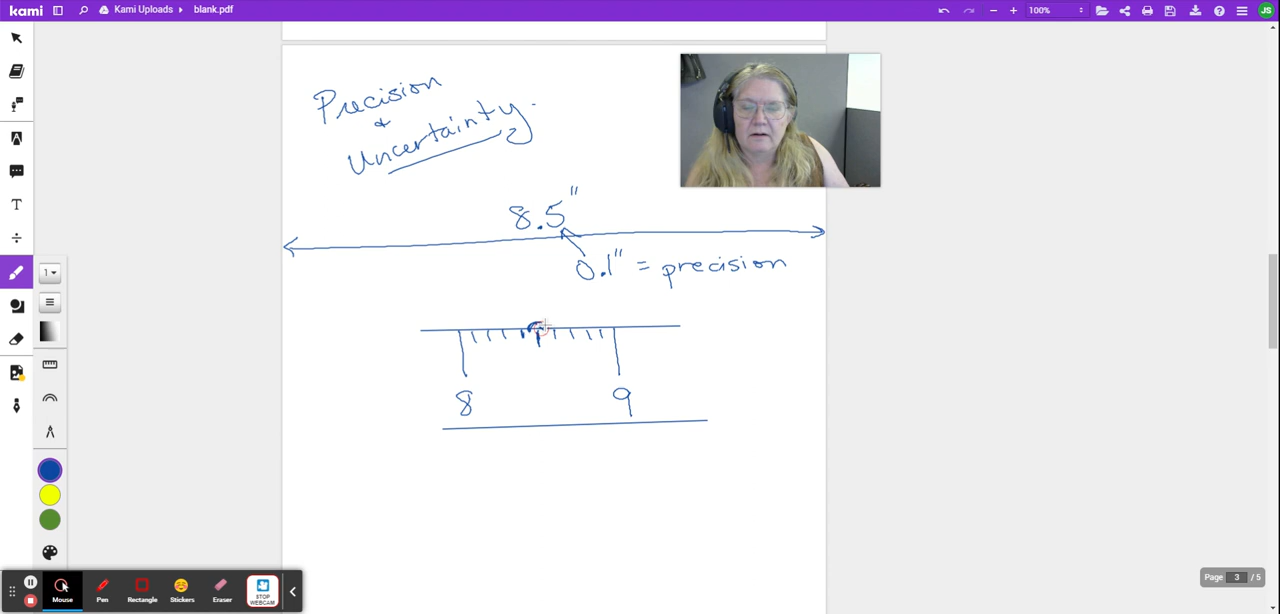 kami
Kami Uploads
blank.pdf
100%
JS
Precision
+
Uncertainty.
8.5"
0.1" = precision
8
9
T
1
Page 3 / 5
Mouse
Pen
Rectangle
Stickers
Eraser
STOP
WEBCAM